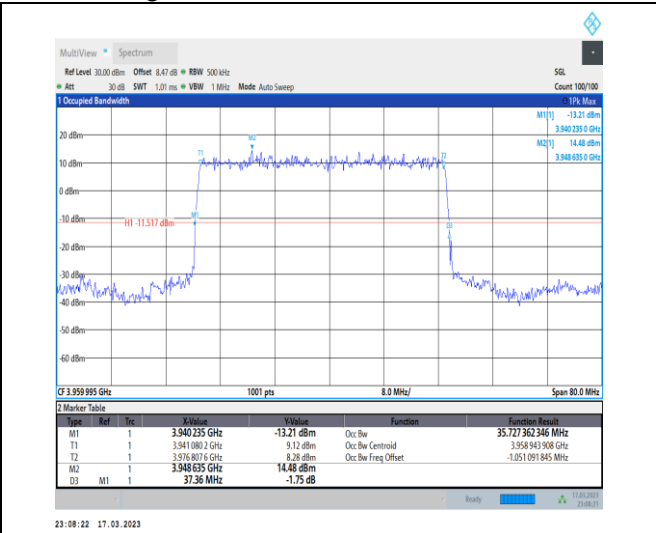 MultiView Spectrum
Ref Level 30.00 dBm Offset 8.47 dB RBW 500 kHz SGL
Att 30 dB SWT 1.01 ms VBW 1 MHz Mode Auto Sweep Count 100/100
1 Occupied Bandwidth 1Pk Max
M1[1] -13.21 dBm
3.940 235 0 GHz
M2[1] 14.48 dBm
3.948 635 0 GHz
20 dBm
M2
T1 T2
10 dBm
0 dBm
-10 dBm M1
H1 -11.517 dBm
D3
-20 dBm
-30 dBm
-40 dBm
-50 dBm
-60 dBm
CF 3.959 995 GHz 1001 pts 8.0 MHz/ Span 80.0 MHz
2 Marker Table
Type Ref Trc X-Value Y-Value Function Function Result
M1 1 3.940 235 GHz -13.21 dBm Occ Bw 35.727 362 346 MHz
T1 1 3.941 080 2 GHz 9.12 dBm Occ Bw Centroid 3.958 943 908 GHz
T2 1 3.976 807 6 GHz 8.28 dBm Occ Bw Freq Offset -1.051 091 845 MHz
M2 1 3.948 635 GHz 14.48 dBm
D3 M1 1 37.36 MHz -1.75 dB
Ready 17.03.2023
23:08:21
23:08:22 17.03.2023